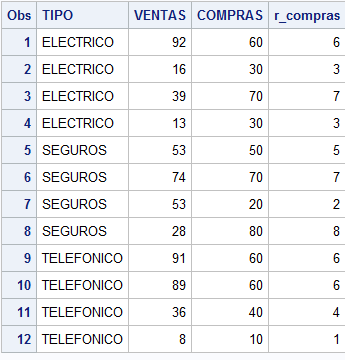 Obs TIPO VENTAS COMPRAS r_compras
1 ELECTRICO 92 60 6
2 ELECTRICO 16 30 3
3 ELECTRICO 39 70 7
4 ELECTRICO 13 30 3
5 SEGUROS 53 50 5
6 SEGUROS 74 70 7
7 SEGUROS 53 20 2
8 SEGUROS 28 80 8
9 TELEFONICO 91 60 6
10 TELEFONICO 89 60 6
11 TELEFONICO 36 40 4
12 TELEFONICO 8 10 1